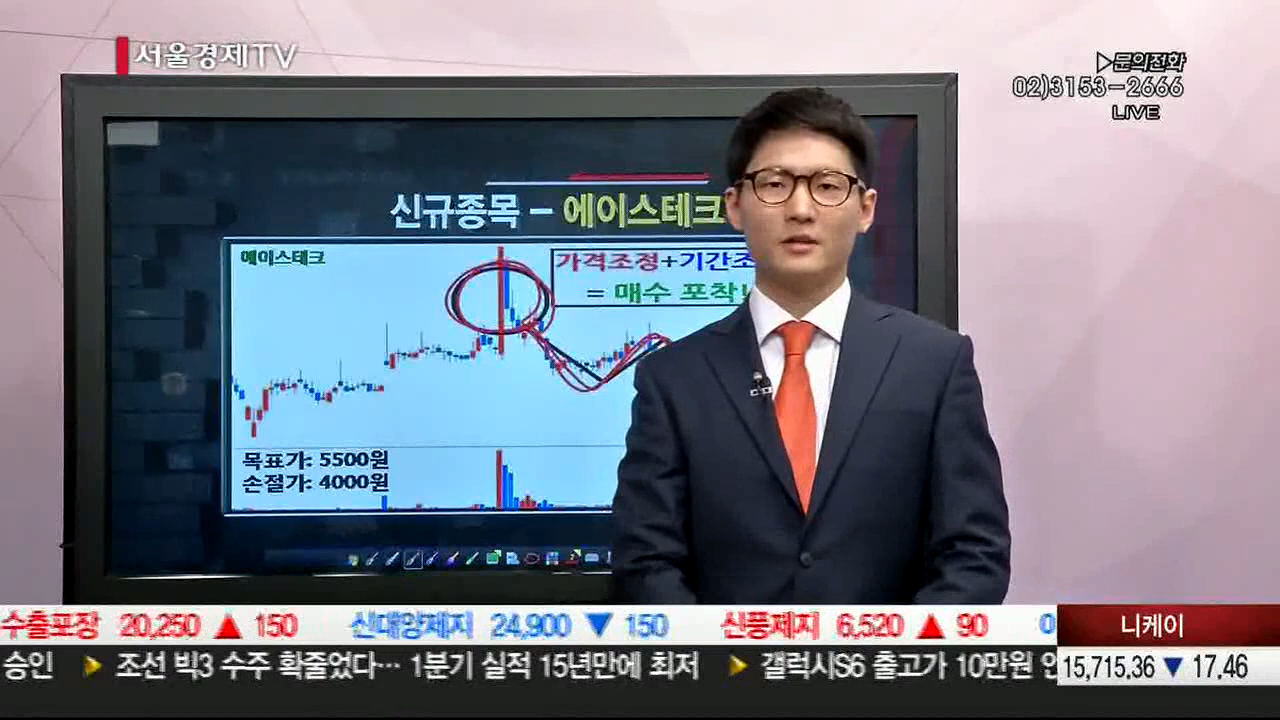 서울경제TV
▶문의전화
02)3153-2666
LIVE
신규종목 - 에이스테크
에이스테크
가격조정+기간조
= 매수 포착!
목표가: 5500원
손절가: 4000원
수출포장 20,250 ▲ 150 신대양제지 24,900 ▼ 150 신풍제지 6,520 ▲ 90 0
니케이
승인 ▶ 조선 빅3 수주 확줄었다… 1분기 실적 15년만에 최저 ▶ 갤럭시S6 출고가 10만원
15,715.36 ▼ 17.46